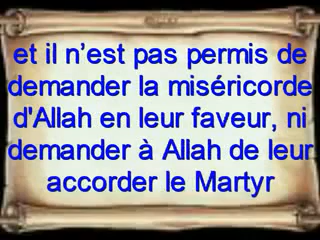 et il n’est pas permis de
demander la miséricorde
d'Allah en leur faveur, ni
demander à Allah de leur
accorder le Martyr